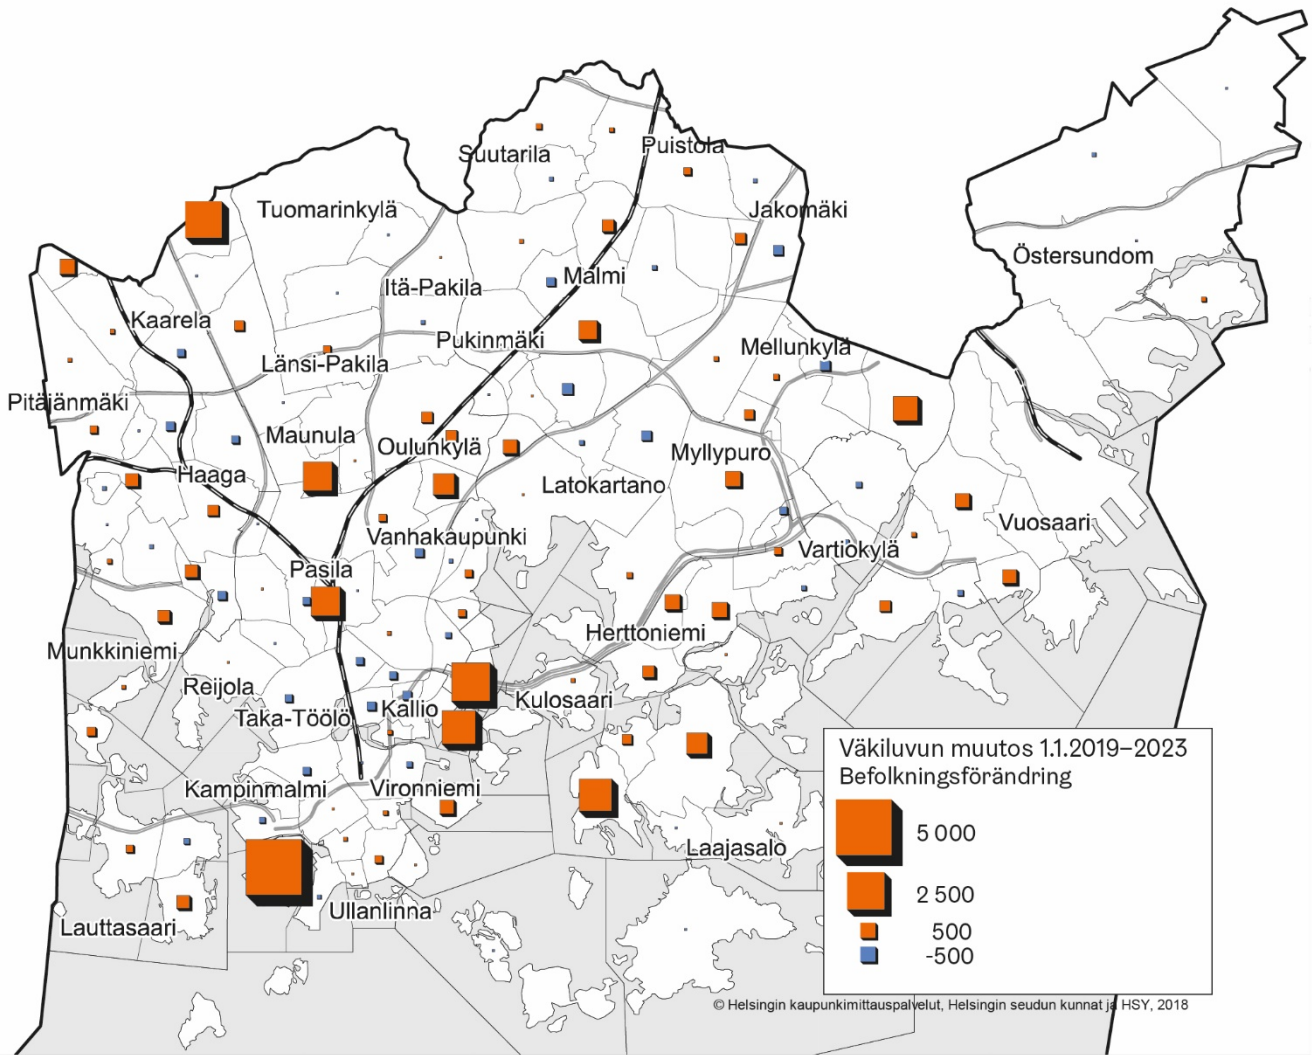 Puistola
Suutarila
Tuomarinkylä
Jakomäki
Östersundom
Malmi
Itä-Pakila
Kaarela
Pukinmäki
Mellunkylä
Länsi-Pakila
Pitäjänmäki
Maunula
Oulunkylä
Myllypuro
Haaga
Latokartano
Vuosaari
Vanhakaupunki
Vartiokylä
Pasila
Herttoniemi
Munkkiniemi
Reijola
Kulosaari
Taka-Töölö
Kallio
Kampinmalmi
Vironniemi
Laajasalo
Ullanlinna
Lauttasaari
Väkiluvun muutos 1.1.2019–2023
Befolkningsförändring
5 000
2 500
500
-500
© Helsingin kaupunkimittauspalvelut, Helsingin seudun kunnat ja HSY, 2018